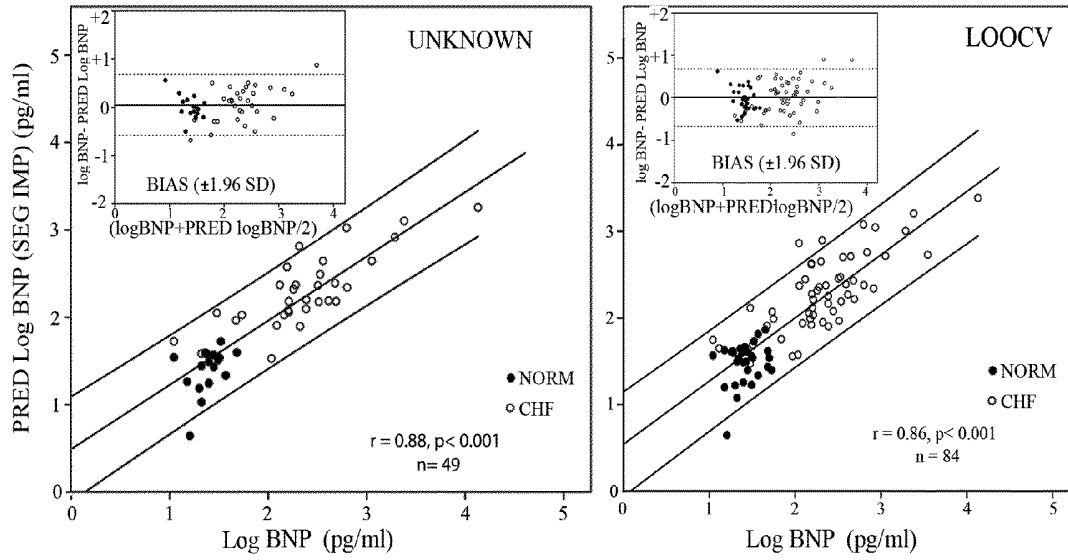 PRED Log BNP (SEG IMP) (pg/ml)
5
4
3
2
1
0
0
1
2
3
4
5
Log BNP (pg/ml)
UNKNOWN
+2
+1
0
-1
-2
log BNP- PRED Log BNP
BIAS (±1.96 SD)
0
1
2
3
4
(logBNP+PRED logBNP/2)
NORM
CHF
r = 0.88, p< 0.001
n= 49
5
4
3
2
1
0
0
1
2
3
4
5
Log BNP (pg/ml)
LOOCV
+2
+1
0
-1
-2
log BNP- PRED Log BNP
BIAS (±1.96 SD)
0
1
2
3
4
(logBNP+PREDlogBNP/2)
NORM
CHF
r = 0.86, p< 0.001
n = 84